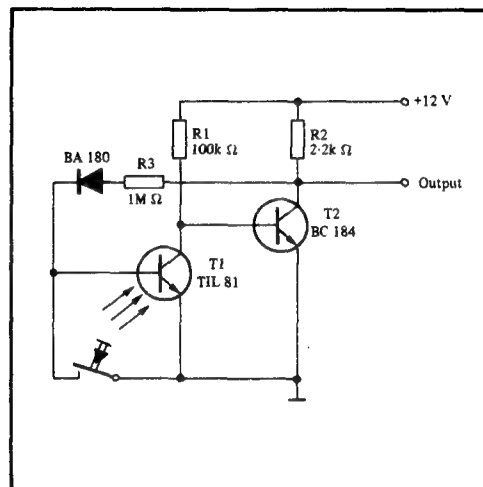 +12 V
R1
100k Ω
R2
2·2k Ω
BA 180
R3
1M Ω
Output
T2
BC 184
T1
TIL 81